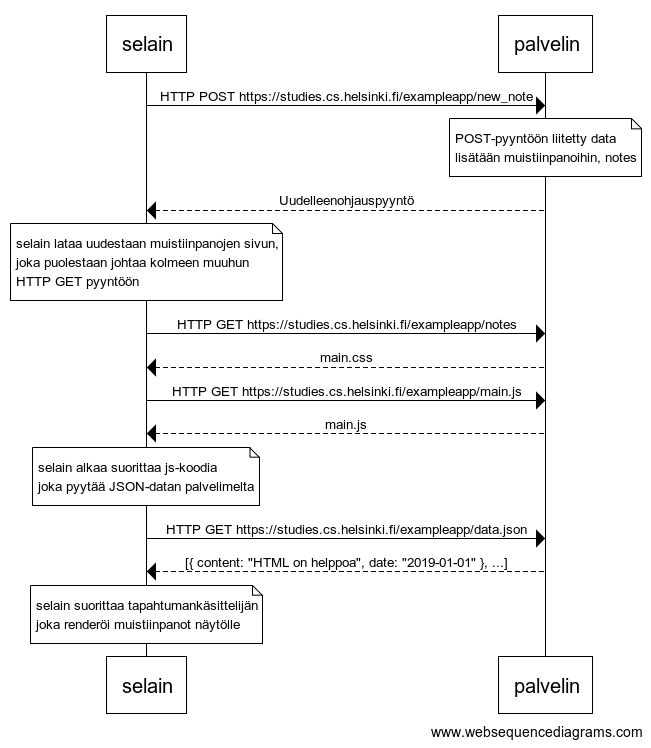 selain
palvelin
HTTP POST https://studies.cs.helsinki.fi/exampleapp/new_note
POST-pyyntöön liitetty data
lisätään muistiinpanoihin, notes
Uudelleenohjauspyyntö
selain lataa uudestaan muistiinpanojen sivun,
joka puolestaan johtaa kolmeen muuhun
HTTP GET pyyntöön
HTTP GET https://studies.cs.helsinki.fi/exampleapp/notes
main.css
HTTP GET https://studies.cs.helsinki.fi/exampleapp/main.js
main.js
selain alkaa suorittaa js-koodia
joka pyytää JSON-datan palvelimelta
HTTP GET https://studies.cs.helsinki.fi/exampleapp/data.json
[{ content: "HTML on helppoa", date: "2019-01-01" }, ...]
selain suorittaa tapahtumankäsittelijän
joka renderöi muistiinpanot näytölle
selain
palvelin
www.websequencediagrams.com